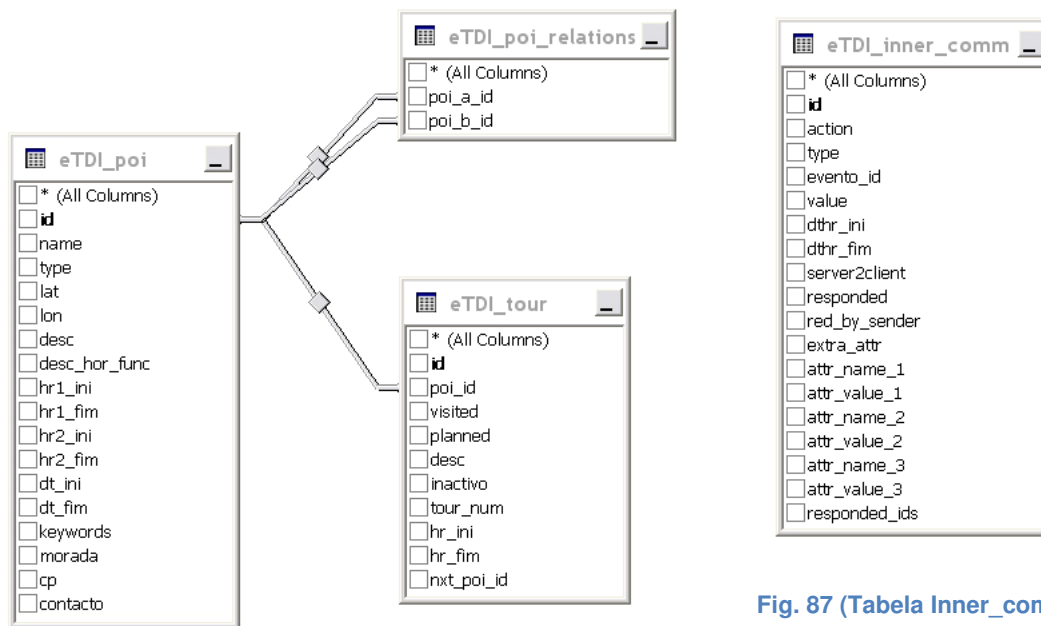 eTDI_poi
* (All Columns)
id
name
type
lat
lon
desc
desc_hor_func
hr1_ini
hr1_fim
hr2_ini
hr2_fim
dt_ini
dt_fim
keywords
morada
cp
contacto
eTDI_poi_relations
* (All Columns)
poi_a_id
poi_b_id
eTDI_tour
* (All Columns)
id
poi_id
visited
planned
desc
inactivo
tour_num
hr_ini
hr_fim
nxt_poi_id
eTDI_inner_comm
* (All Columns)
id
action
type
evento_id
value
dthr_ini
dthr_fim
server2client
responded
red_by_sender
extra_attr
attr_name_1
attr_value_1
attr_name_2
attr_value_2
attr_name_3
attr_value_3
responded_ids
Fig. 87 (Tabela